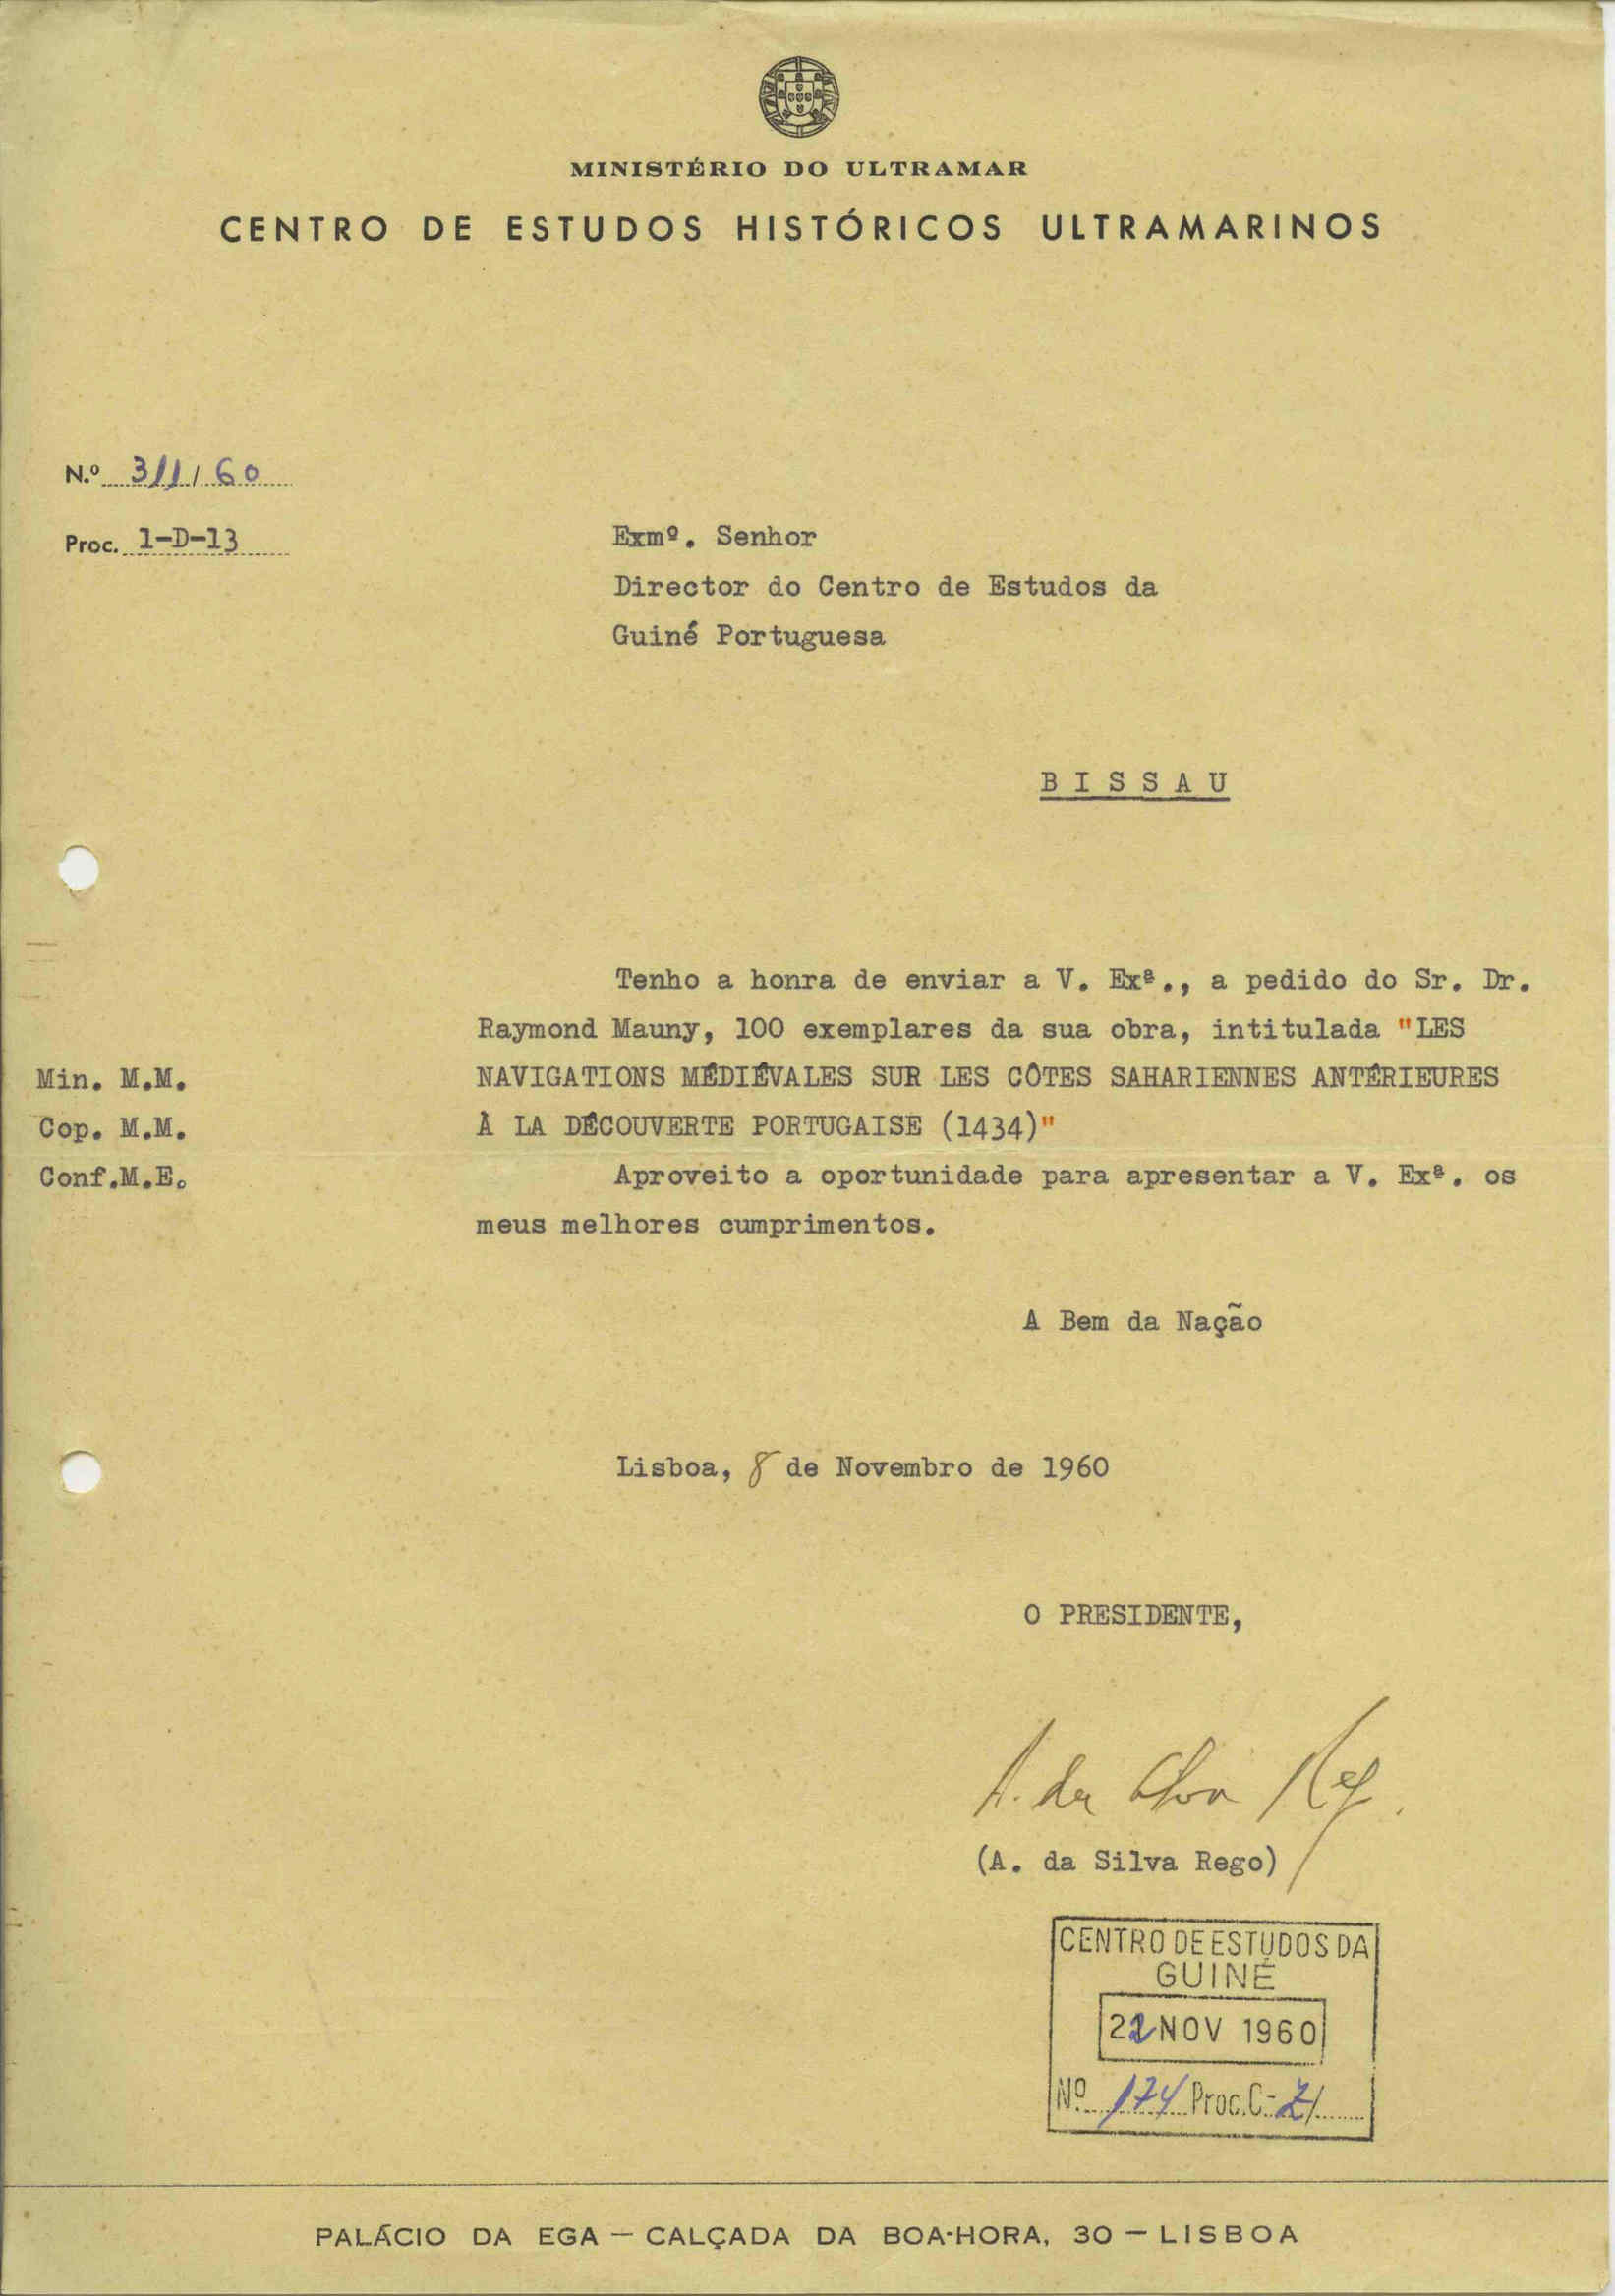 MINISTÉRIO DO ULTRAMAR
CENTRO DE ESTUDOS HISTÓRICOS ULTRAMARINOS
N.º 311/60
Proc. 1-D-13
Exmº. Senhor
Director do Centro de Estudos da
Guiné Portuguesa
BISSAU
Tenho a honra de enviar a V. Exª., a pedido do Sr. Dr.
Raymond Mauny, 100 exemplares da sua obra, intitulada "LES
NAVIGATIONS MÉDIÉVALES SUR LES CÔTES SAHARIENNES ANTÉRIEURES
À LA DÉCOUVERTE PORTUGAISE (1434)"
Aproveito a oportunidade para apresentar a V. Exª. os
meus melhores cumprimentos.
Min. M.M.
Cop. M.M.
Conf.M.E.
A Bem da Nação
Lisboa, 8 de Novembro de 1960
O PRESIDENTE,
A. da Silva Rego
(A. da Silva Rego)
CENTRO DE ESTUDOS DA
GUINÉ
22 NOV 1960
Nº 174 Proc. C-
PALÁCIO DA EGA — CALÇADA DA BOA-HORA, 30 — LISBOA